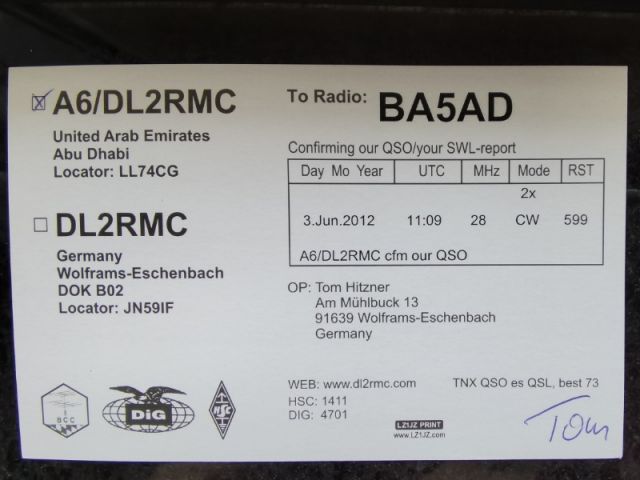 A6/DL2RMC
United Arab Emirates
Abu Dhabi
Locator: LL74CG
DL2RMC
Germany
Wolframs-Eschenbach
DOK B02
Locator: JN59IF
BCC
DIG
HSC
To Radio: BA5AD
Confirming our QSO/your SWL-report
Day Mo Year UTC MHz Mode RST
2x
3.Jun.2012 11:09 28 CW 599
A6/DL2RMC cfm our QSO
OP: Tom Hitzner
Am Mühlbuck 13
91639 Wolframs-Eschenbach
Germany
WEB: www.dl2rmc.com TNX QSO es QSL, best 73
HSC: 1411
DIG: 4701
LZ1JZ PRINT
www.LZ1JZ.com
Tom